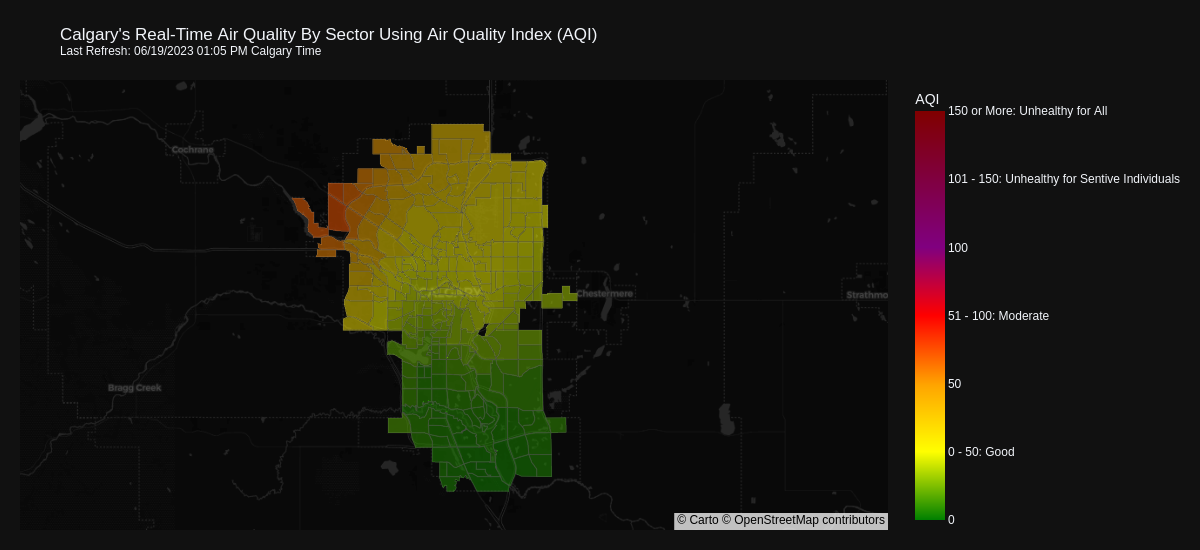 Calgary's Real-Time Air Quality By Sector Using Air Quality Index (AQI)
Last Refresh: 06/19/2023 01:05 PM Calgary Time
AQI
150 or More: Unhealthy for All
101 - 150: Unhealthy for Sentive Individuals
100
51 - 100: Moderate
50
0 - 50: Good
0
Cochrane
Chestermere
Strathmo
Bragg Creek
© Carto © OpenStreetMap contributors